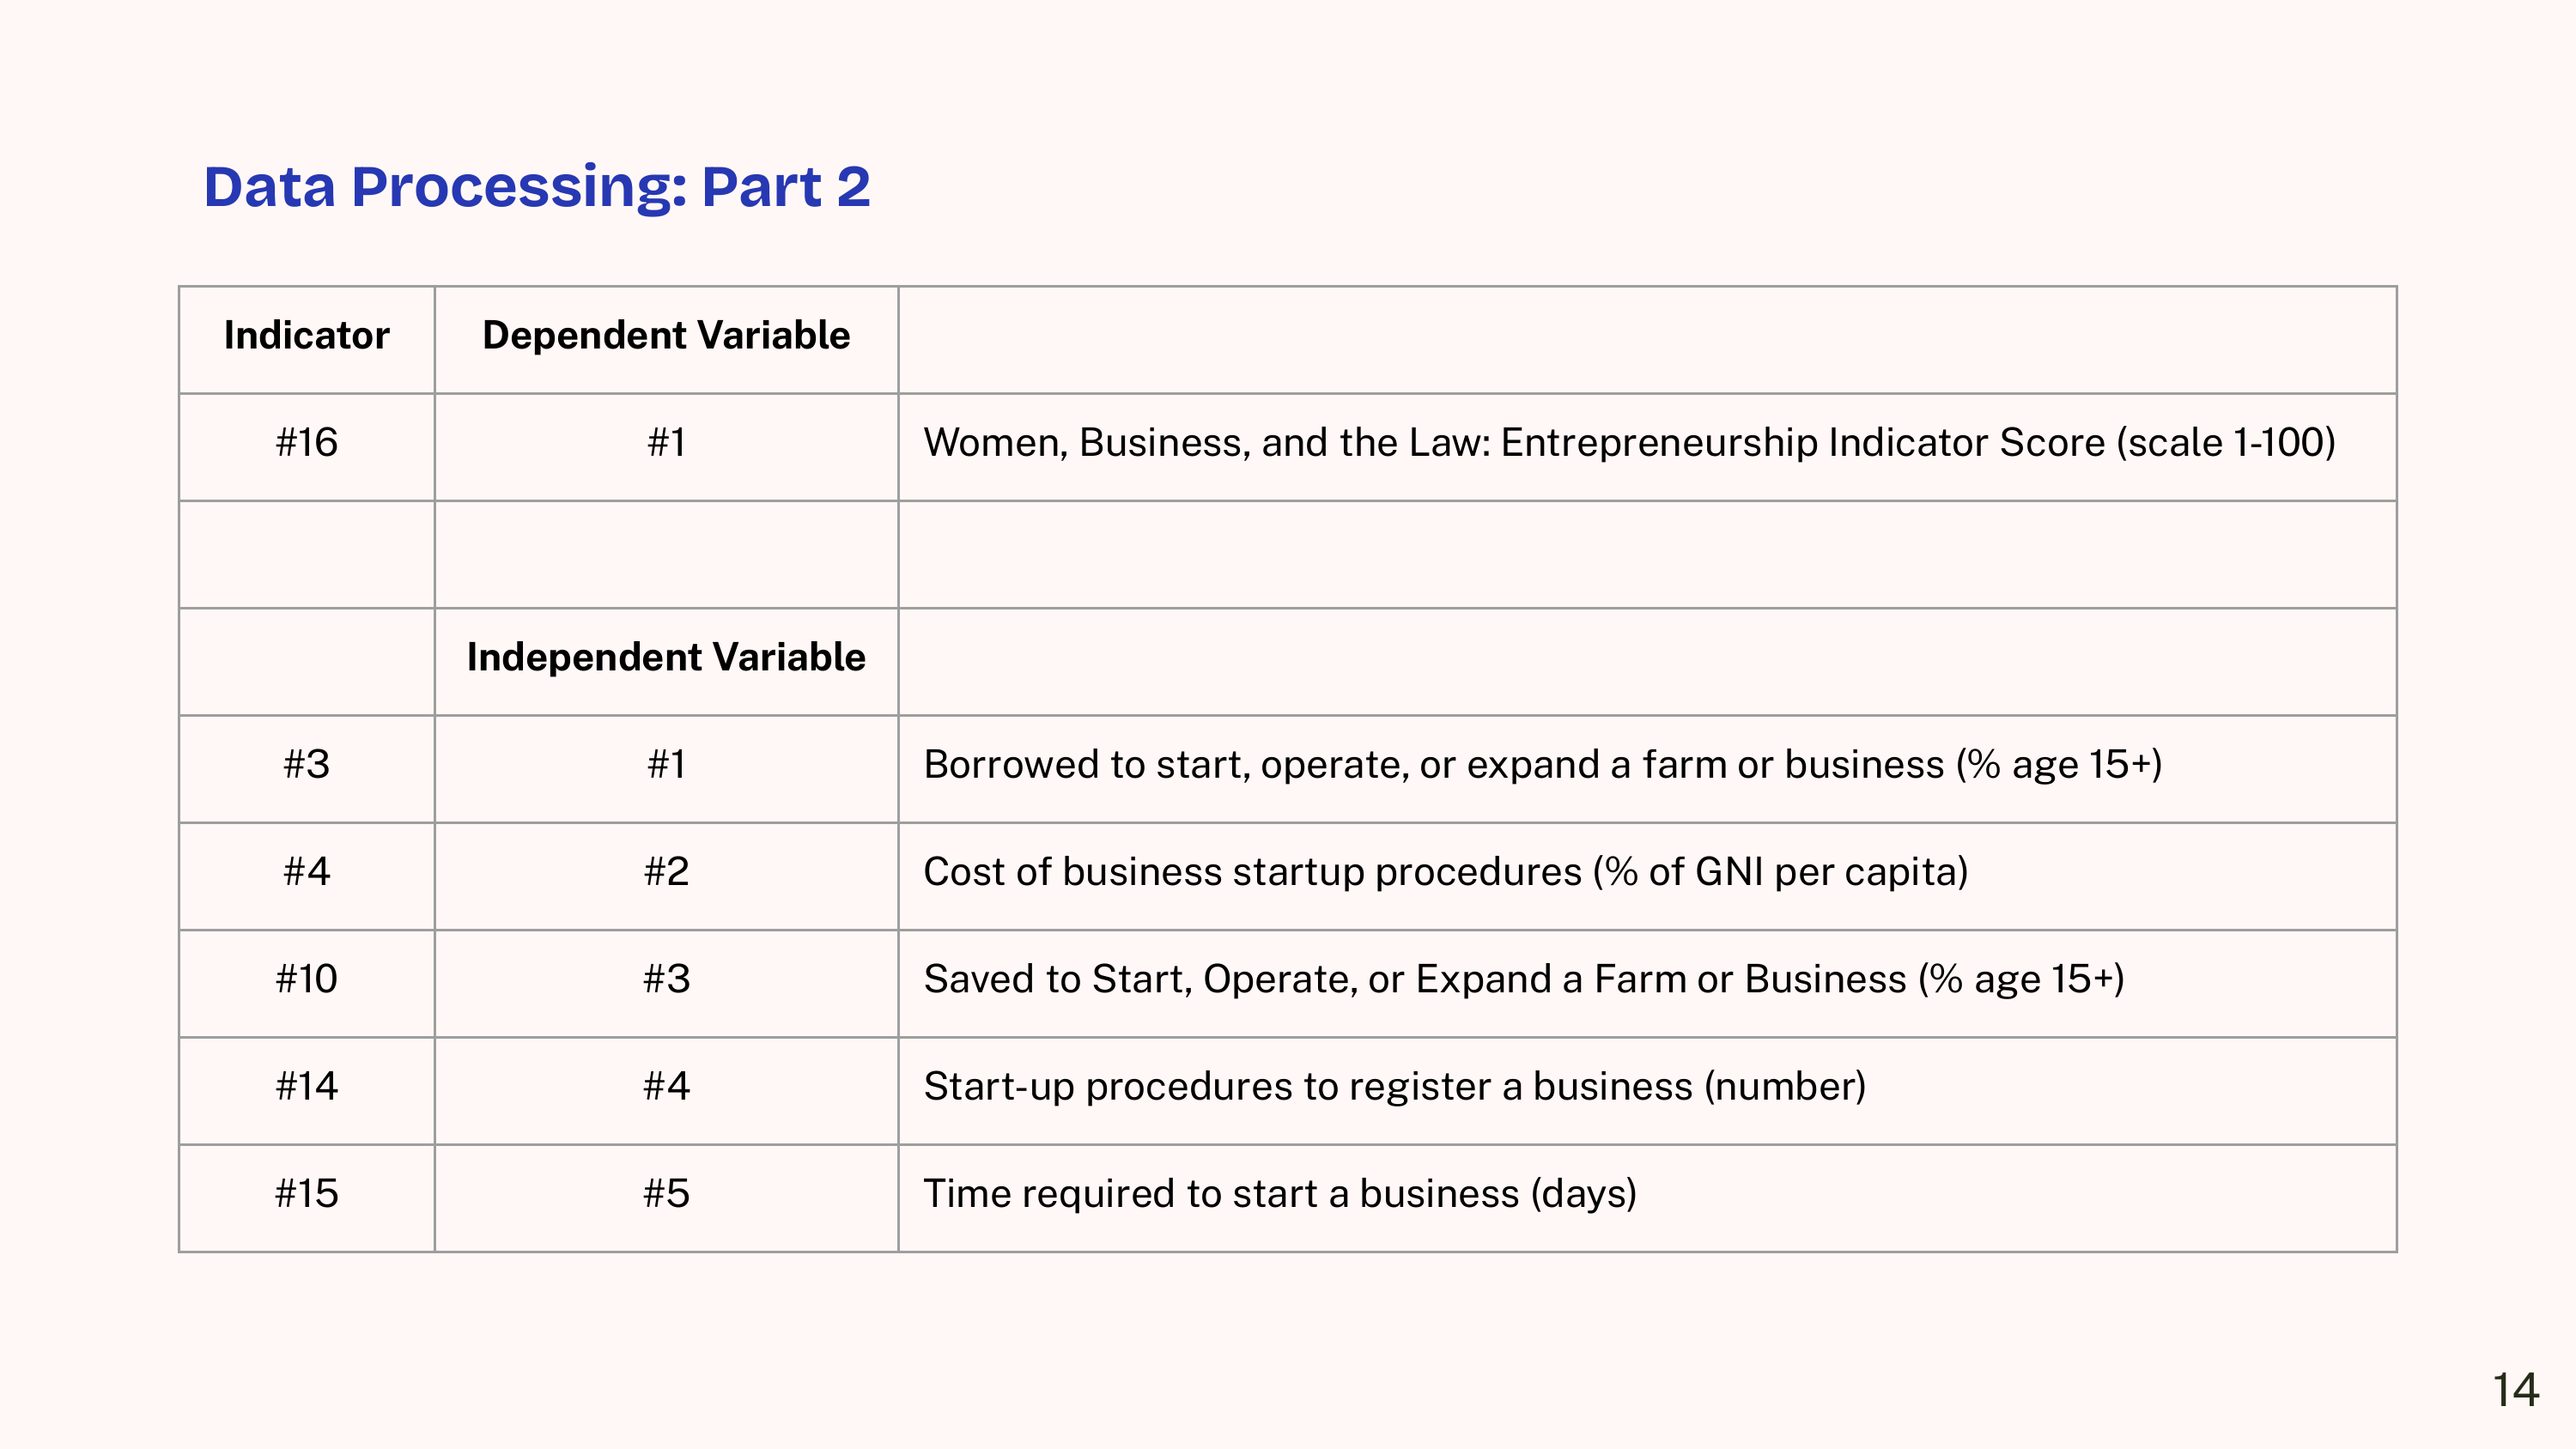 Data Processing: Part 2
Indicator Dependent Variable
#16 #1 Women, Business, and the Law: Entrepreneurship Indicator Score (scale 1-100)
Independent Variable
#3 #1 Borrowed to start, operate, or expand a farm or business (% age 15+)
#4 #2 Cost of business startup procedures (% of GNI per capita)
#10 #3 Saved to Start, Operate, or Expand a Farm or Business (% age 15+)
#14 #4 Start-up procedures to register a business (number)
#15 #5 Time required to start a business (days)
14